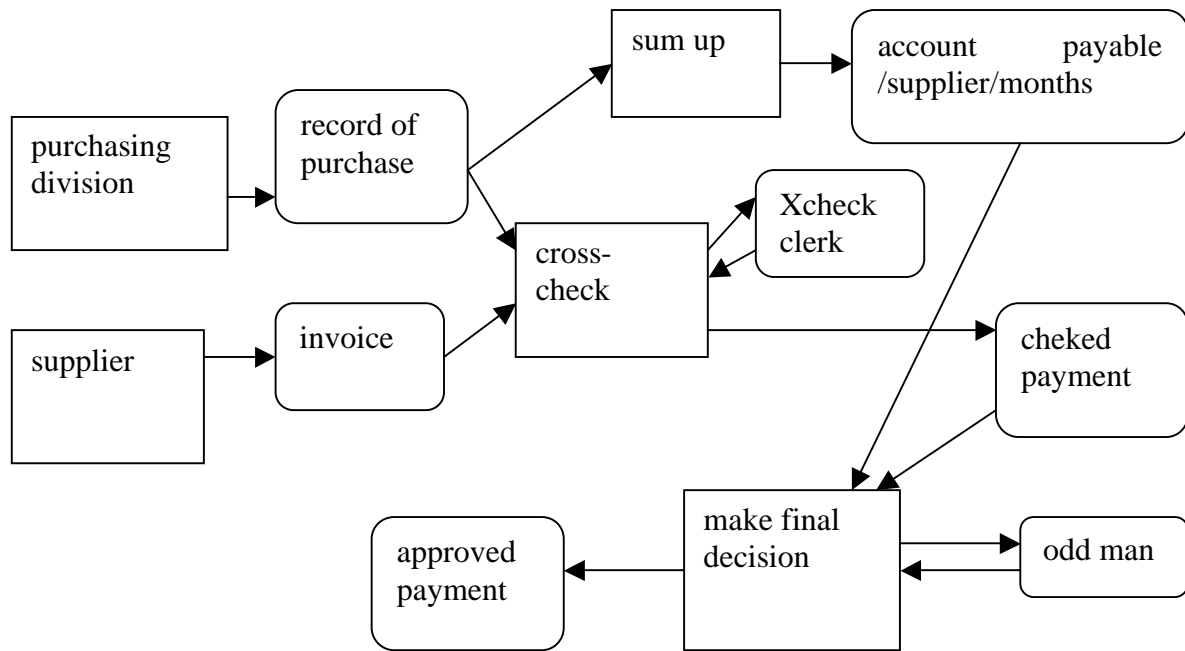 sum up
account payable
/supplier/months
record of
purchase
purchasing
division
Xcheck
clerk
cross-
check
invoice
supplier
cheked
payment
make final
decision
approved
payment
odd man